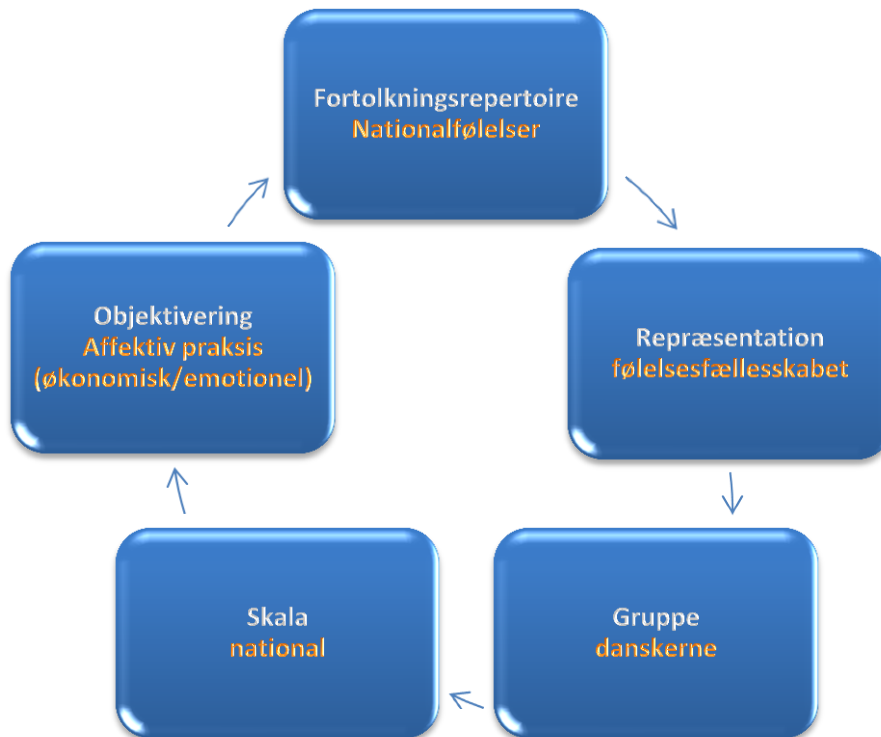 Fortolkningsrepertoire
Nationalfølelser
Repræsentation
følelsesfællesskabet
Gruppe
danskerne
Skala
national
Objektivering
Affektiv praksis
(økonomisk/emotionel)